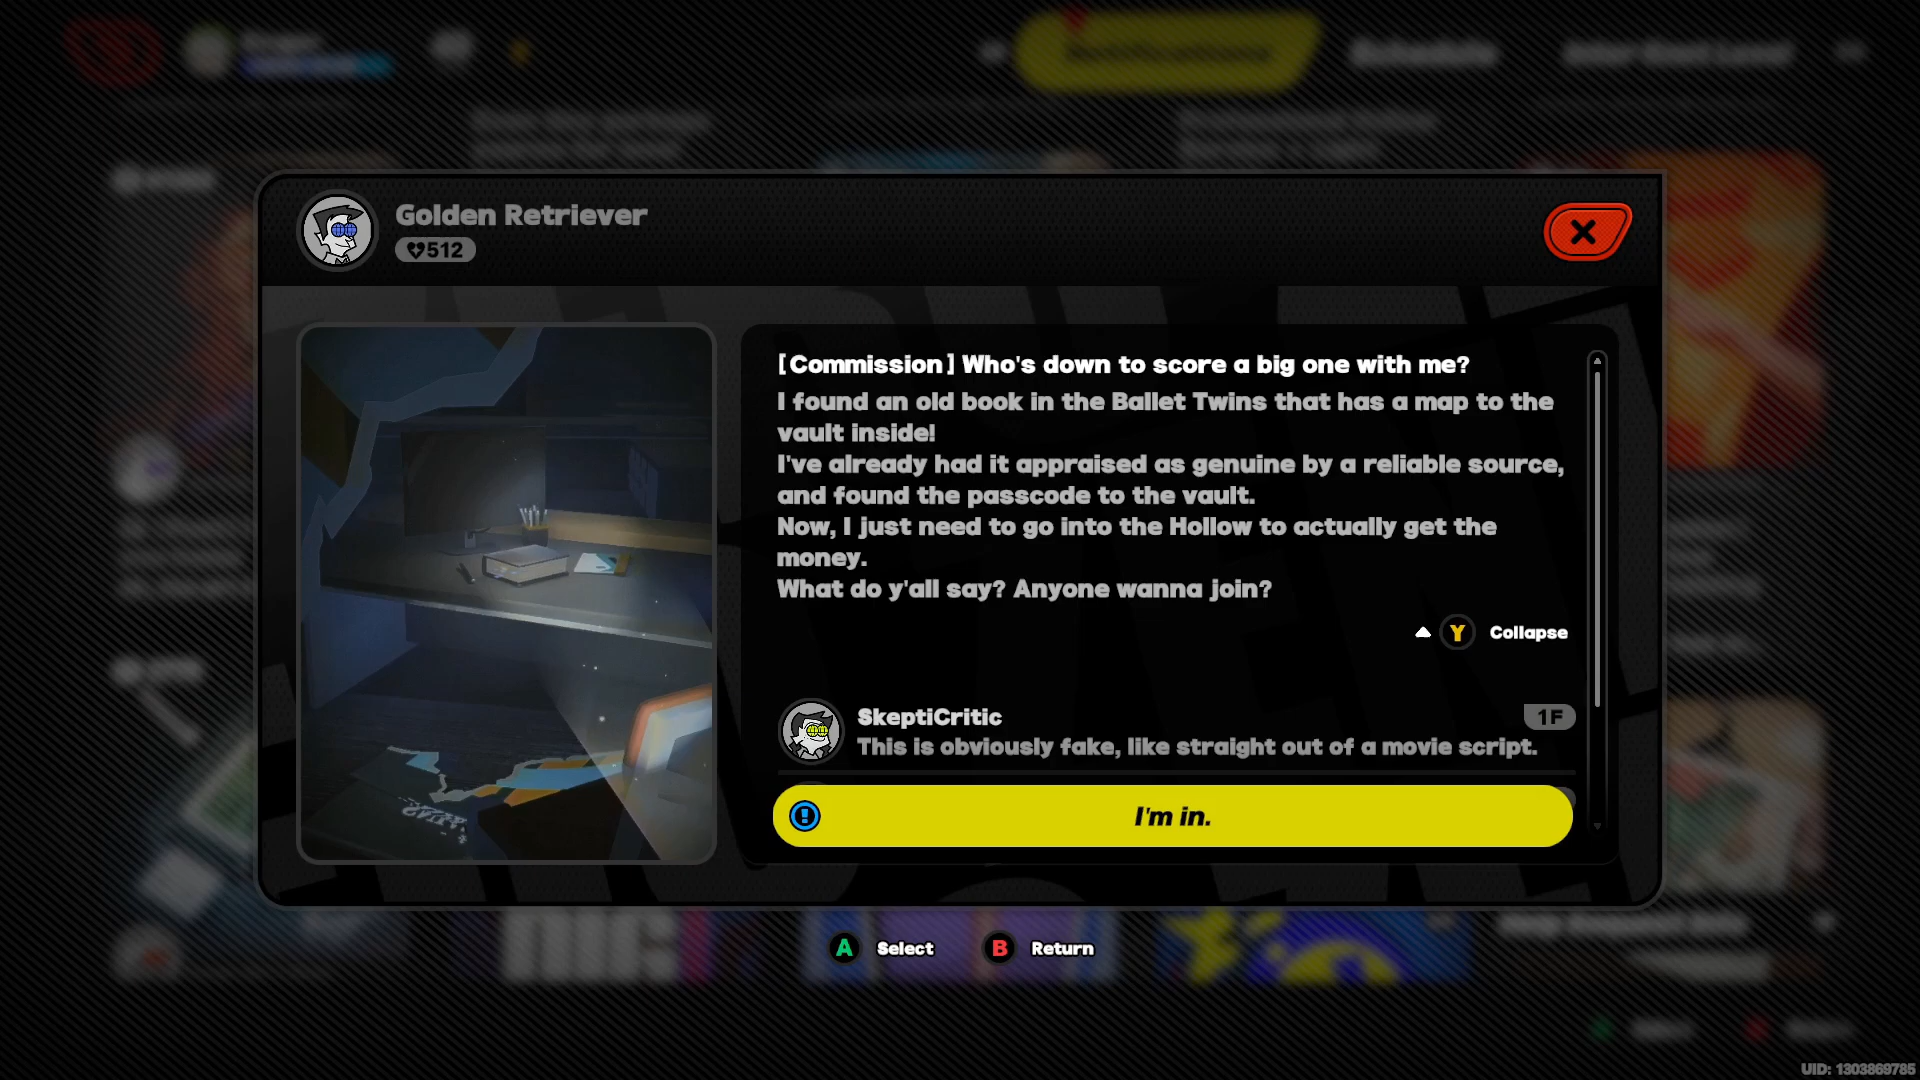 Golden Retriever
512
[Commission] Who's down to score a big one with me?
I found an old book in the Ballet Twins that has a map to the
vault inside!
I've already had it appraised as genuine by a reliable source,
and found the passcode to the vault.
Now, I just need to go into the Hollow to actually get the
money.
What do y'all say? Anyone wanna join?
Y Collapse
SkeptiCritic
1F
This is obviously fake, like straight out of a movie script.
I'm in.
A Select
B Return
Schedule
UID: 1303869785